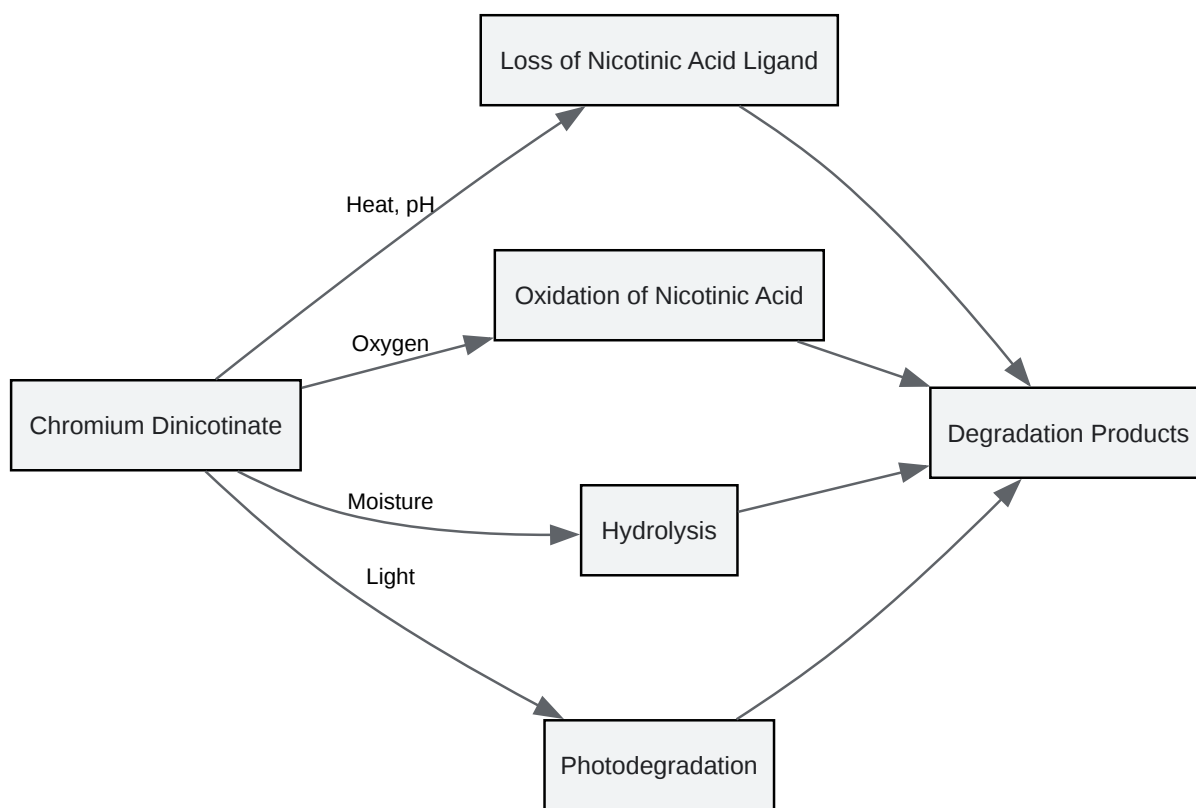 Loss of Nicotinic Acid Ligand
Heat, pH
Oxidation of Nicotinic Acid
Oxygen
Chromium Dinicotinate
Degradation Products
Moisture
Hydrolysis
Light
Photodegradation